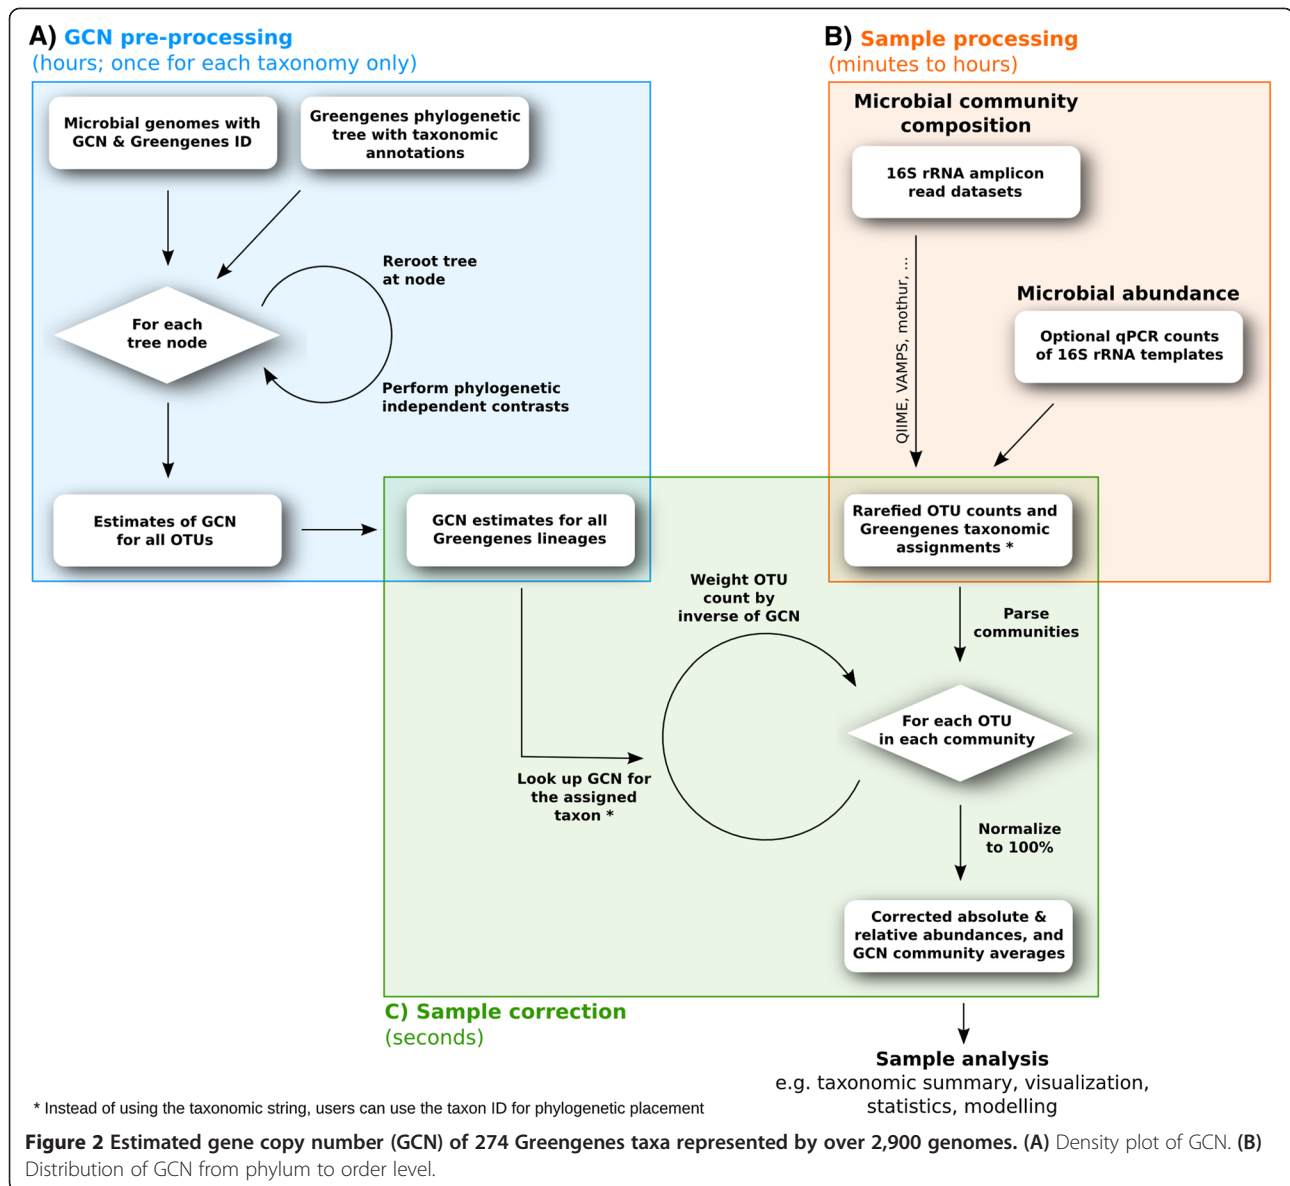 A) GCN pre-processing
(hours; once for each taxonomy only)
Microbial genomes with
GCN & Greengenes ID
Greengenes phylogenetic
tree with taxonomic
annotations
For each
tree node
Reroot tree
at node
Perform phylogenetic
independent contrasts
Estimates of GCN
for all OTUs
B) Sample processing
(minutes to hours)
Microbial community
composition
16S rRNA amplicon
read datasets
QIIME, VAMPS, mothur, ...
Microbial abundance
Optional qPCR counts
of 16S rRNA templates
GCN estimates for all
Greengenes lineages
Rarefied OTU counts and
Greengenes taxonomic
assignments *
Weight OTU
count by
inverse of GCN
Parse
communities
For each OTU
in each community
Look up GCN for
the assigned
taxon *
Normalize
to 100%
Corrected absolute &
relative abundances, and
GCN community averages
C) Sample correction
(seconds)
Sample analysis
e.g. taxonomic summary, visualization,
statistics, modelling
* Instead of using the taxonomic string, users can use the taxon ID for phylogenetic placement
Figure 2 Estimated gene copy number (GCN) of 274 Greengenes taxa represented by over 2,900 genomes. (A) Density plot of GCN. (B)
Distribution of GCN from phylum to order level.